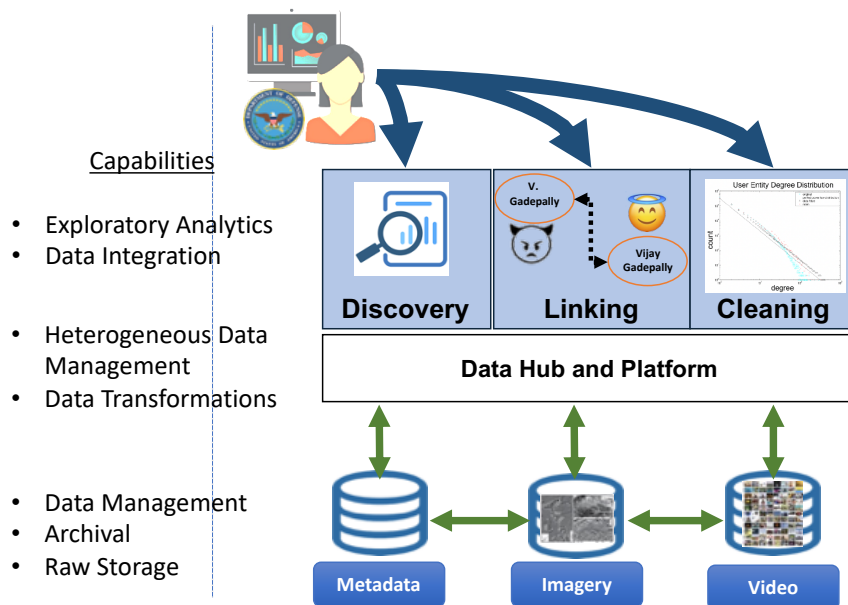 Capabilities
• Exploratory Analytics
• Data Integration
• Heterogeneous Data
Management
• Data Transformations
• Data Management
• Archival
• Raw Storage
V.
Gadepally
Vijay
Gadepally
User Entity Degree Distribution
count
degree
Discovery
Linking
Cleaning
Data Hub and Platform
Metadata
Imagery
Video